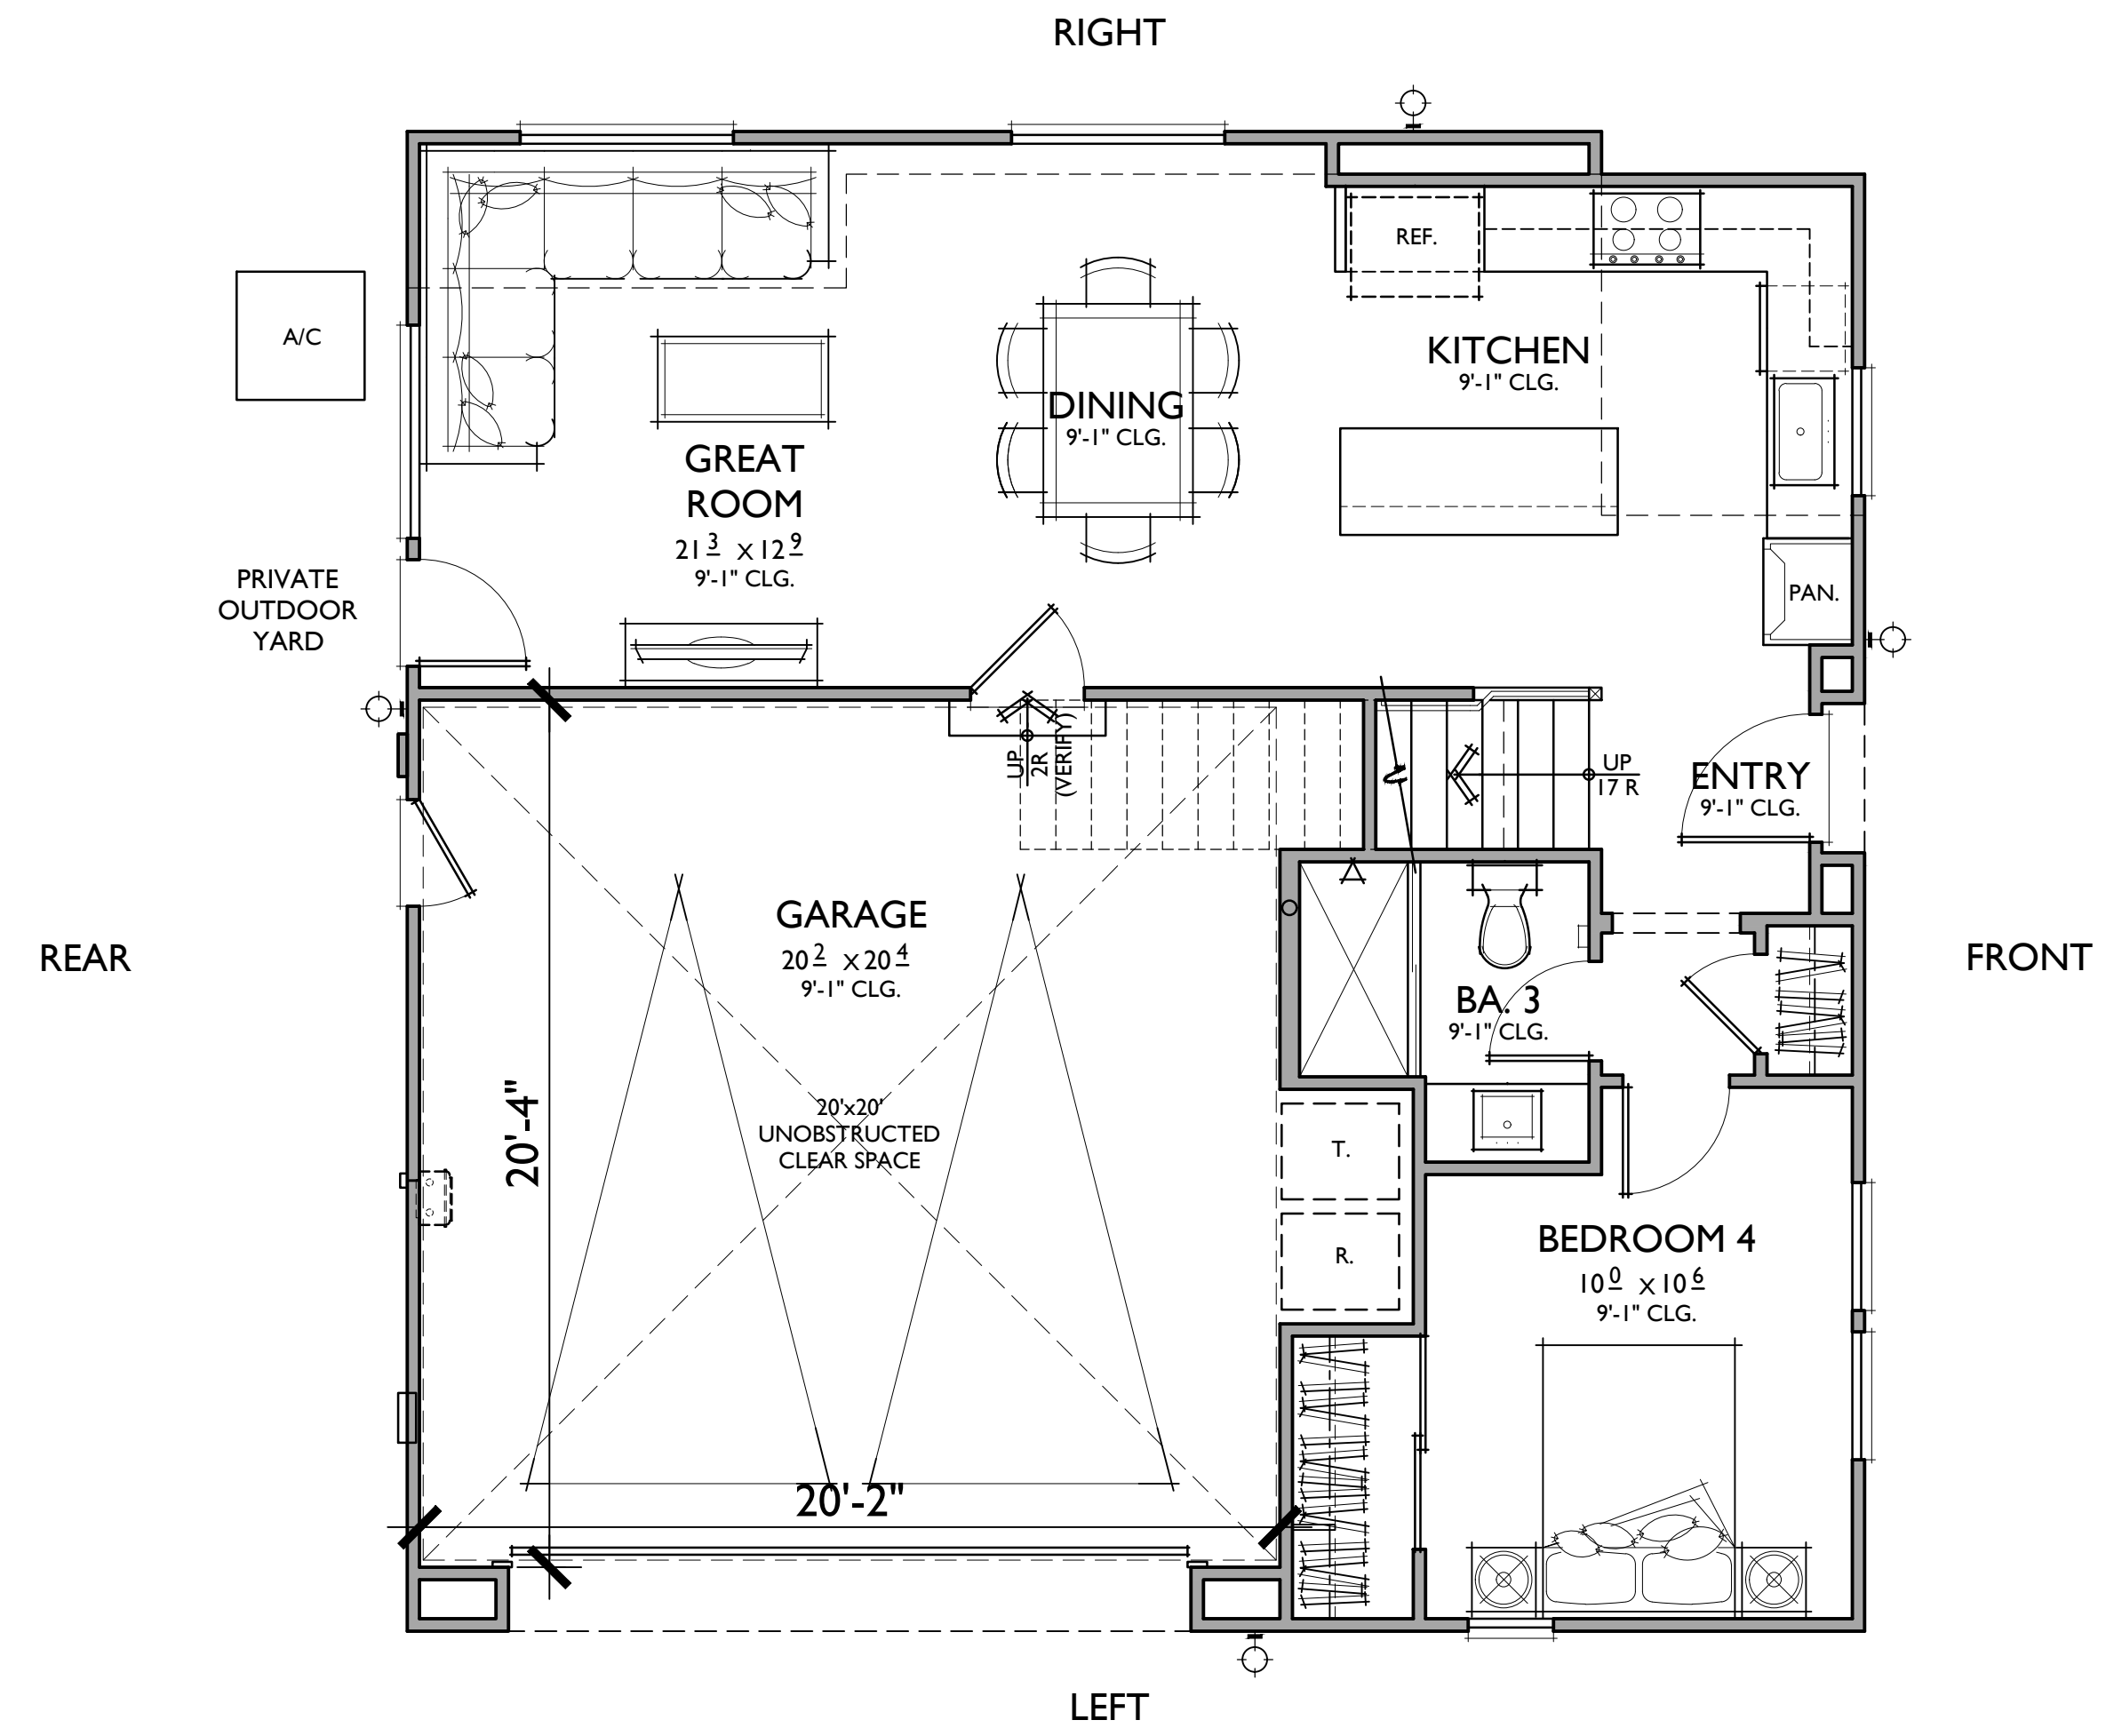 RIGHT
REF.
A/C
KITCHEN
9'-1" CLG.
DINING
9'-1" CLG.
GREAT
ROOM
21 3 X 12 9
9'-1" CLG.
PRIVATE
OUTDOOR
YARD
PAN.
UP
2R
(VERIFY)
UP
17 R
ENTRY
9'-1" CLG.
GARAGE
20 2 X 20 4
9'-1" CLG.
REAR
FRONT
BA. 3
9'-1" CLG.
20'-4"
20'x20'
UNOBSTRUCTED
CLEAR SPACE
T.
R.
BEDROOM 4
10 0 X 10 6
9'-1" CLG.
20'-2"
LEFT